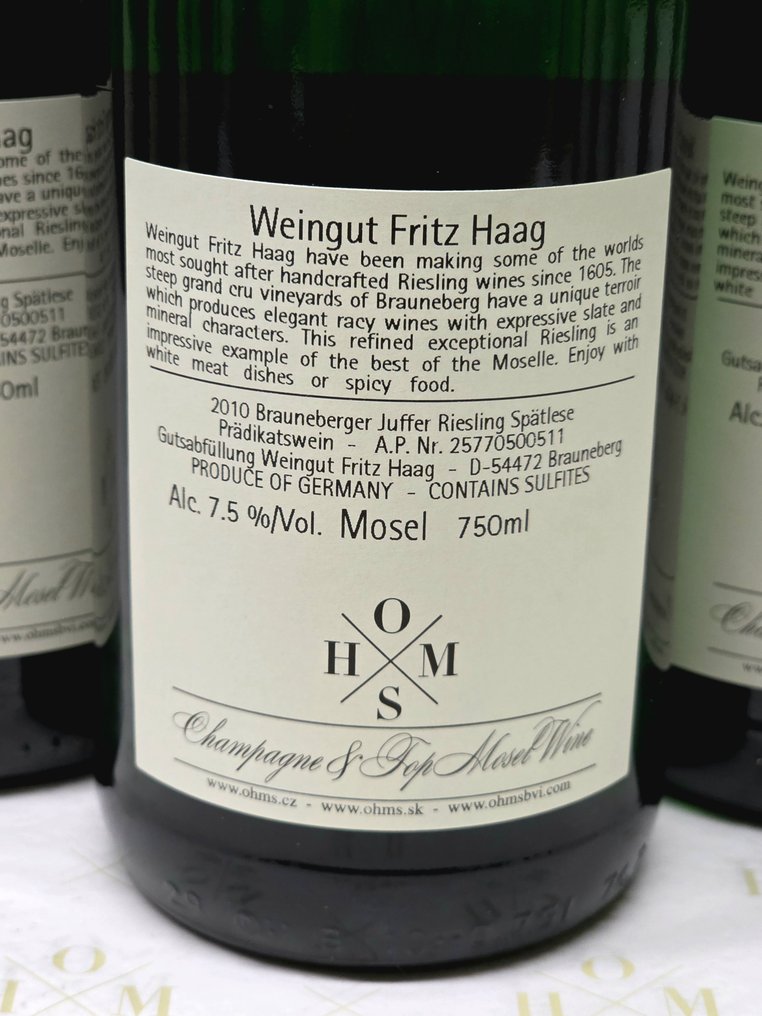 Weingut Fritz Haag
Weingut Fritz Haag have been making some of the worlds
most sought after handcrafted Riesling wines since 1605. The
steep grand cru vineyards of Brauneberg have a unique terroir
which produces elegant racy wines with expressive slate and
mineral characters. This refined exceptional Riesling is an
impressive example of the best of the Moselle. Enjoy with
white meat dishes or spicy food.
2010 Brauneberger Juffer Riesling Spätlese
Prädikatswein - A.P. Nr. 25770500511
Gutsabfüllung Weingut Fritz Haag - D-54472 Brauneberg
PRODUCE OF GERMANY - CONTAINS SULFITES
Alc. 7.5 %/Vol. Mosel 750ml
O
H M
S
Champagne & Top Mosel Wine
www.ohms.cz - www.ohms.sk - www.ohmsbvi.com
O
H M
O
H M